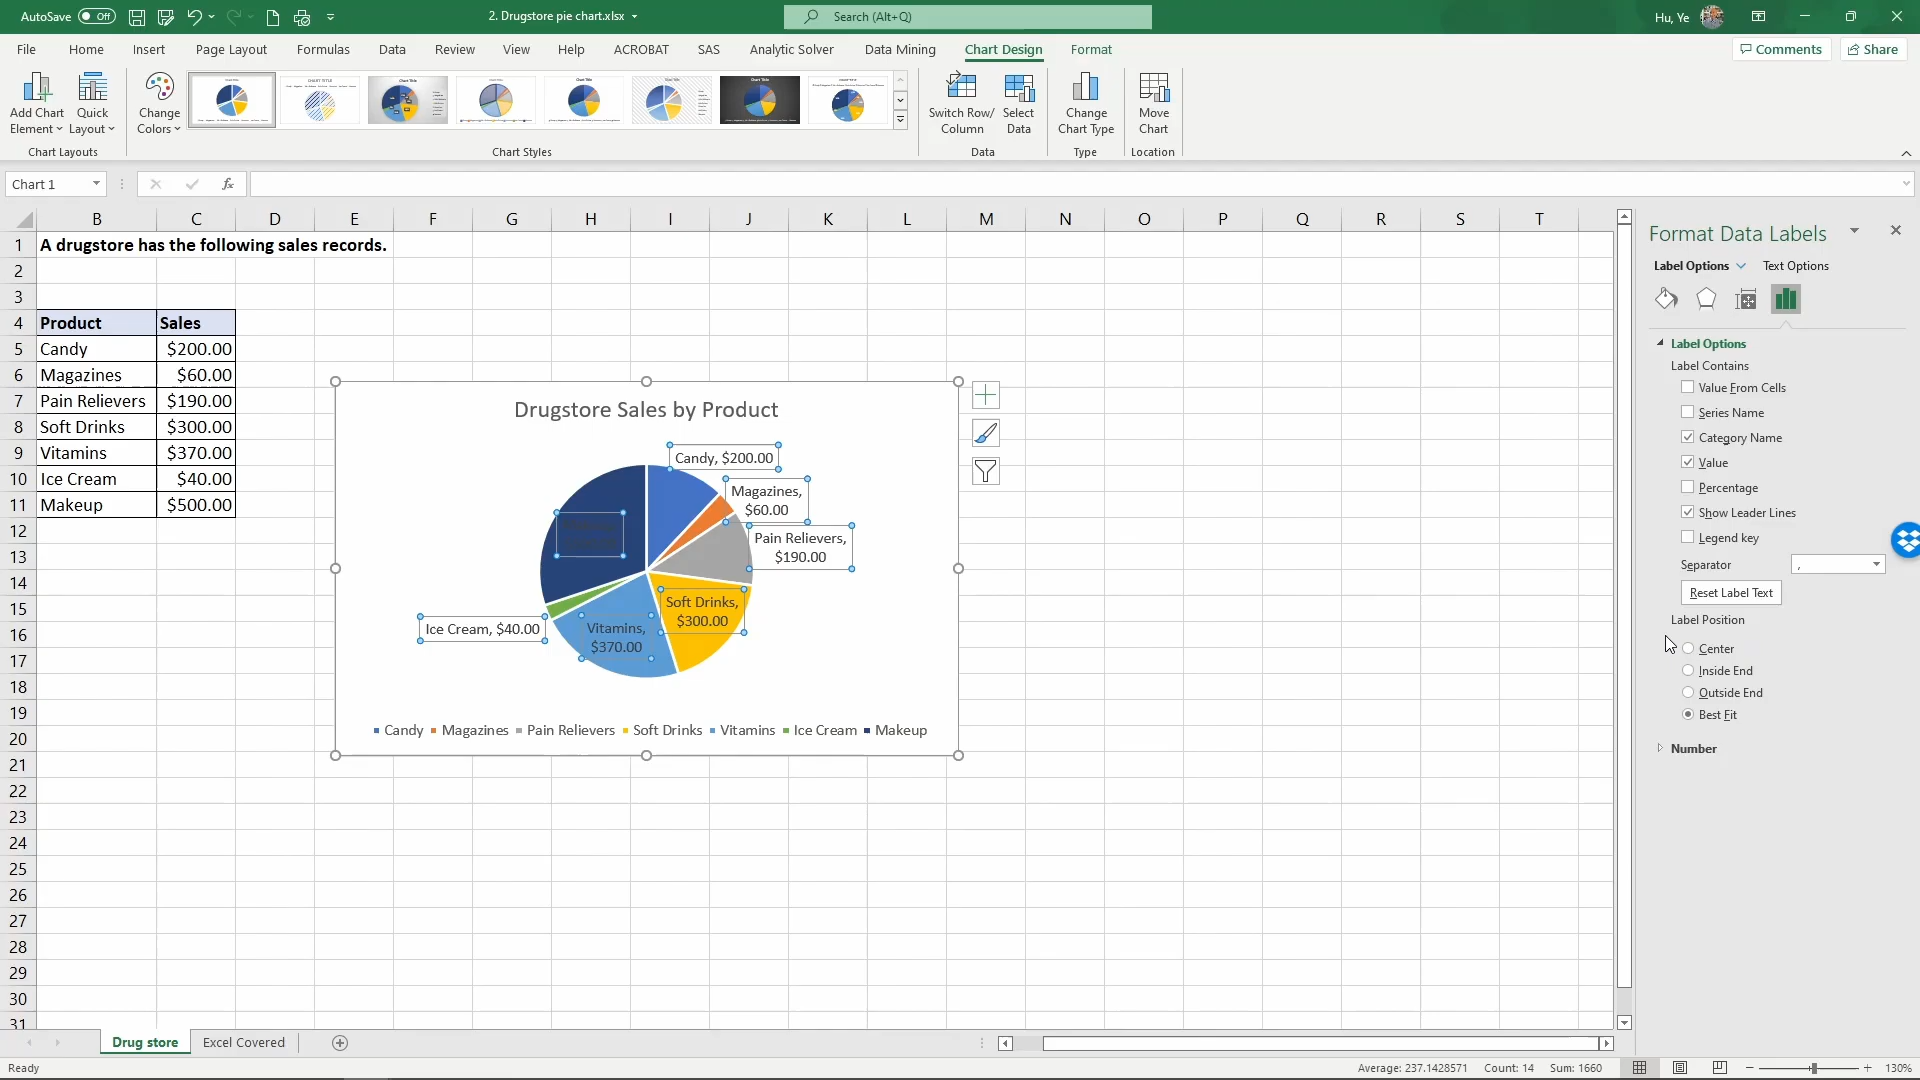 AutoSave Off 2. Drugstore pie chart.xlsx Search (Alt+Q) Hu, Ye
File Home Insert Page Layout Formulas Data Review View Help ACROBAT SAS Analytic Solver Data Mining Chart Design Format Comments Share
Add Chart Element Quick Layout Change Colors Switch Row/ Column Select Data Change Chart Type Move Chart
Chart Layouts Chart Styles Data Type Location
Chart 1 fx
B C D E F G H I J K L M N O P Q R S T
1 A drugstore has the following sales records.
2
3
4 Product Sales
5 Candy $200.00
6 Magazines $60.00
7 Pain Relievers $190.00
8 Soft Drinks $300.00
9 Vitamins $370.00
10 Ice Cream $40.00
11 Makeup $500.00
12
13
14
15
16
17
18
19
20
21
22
23
24
25
26
27
28
29
30
31
Drugstore Sales by Product
Candy, $200.00
Magazines,
$60.00
Pain Relievers,
$190.00
Soft Drinks,
$300.00
Vitamins,
$370.00
Ice Cream, $40.00
Candy Magazines Pain Relievers Soft Drinks Vitamins Ice Cream Makeup
Format Data Labels
Label Options Text Options
Label Options
Label Contains
Value From Cells
Series Name
Category Name
Value
Percentage
Show Leader Lines
Legend key
Separator ,
Reset Label Text
Label Position
Center
Inside End
Outside End
Best Fit
Number
Drug store Excel Covered
Ready Average: 237.1428571 Count: 14 Sum: 1660 130%